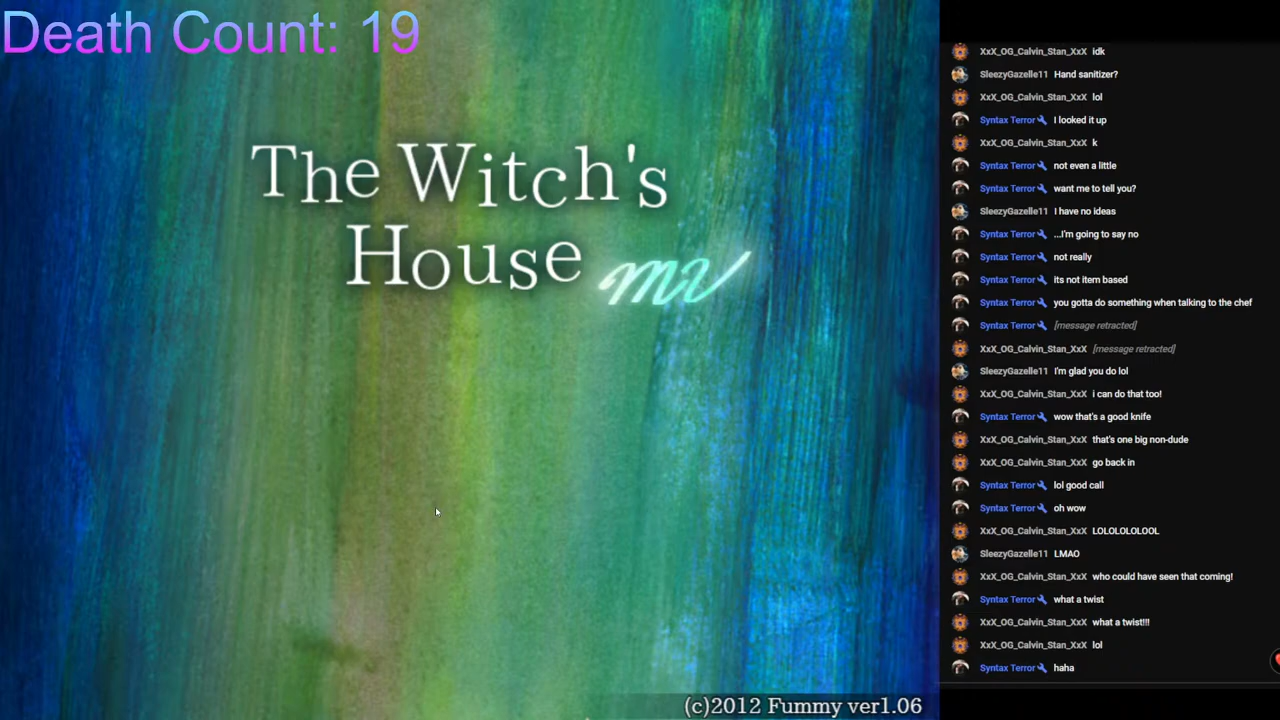 Death Count: 19
The Witch's
House mv
(c)2012 Fummy ver1.06
XxX_OG_Calvin_Stan_XxX idk
SleezyGazelle11 Hand sanitizer?
XxX_OG_Calvin_Stan_XxX lol
Syntax Terror I looked it up
XxX_OG_Calvin_Stan_XxX k
Syntax Terror not even a little
Syntax Terror want me to tell you?
SleezyGazelle11 I have no ideas
Syntax Terror ...I'm going to say no
Syntax Terror not really
Syntax Terror its not item based
Syntax Terror you gotta do something when talking to the chef
Syntax Terror [message retracted]
XxX_OG_Calvin_Stan_XxX [message retracted]
SleezyGazelle11 I'm glad you do lol
XxX_OG_Calvin_Stan_XxX i can do that too!
Syntax Terror wow that's a good knife
XxX_OG_Calvin_Stan_XxX that's one big non-dude
XxX_OG_Calvin_Stan_XxX go back in
Syntax Terror lol good call
Syntax Terror oh wow
XxX_OG_Calvin_Stan_XxX LOLOLOLOLOOL
SleezyGazelle11 LMAO
XxX_OG_Calvin_Stan_XxX who could have seen that coming!
Syntax Terror what a twist
XxX_OG_Calvin_Stan_XxX what a twist!!!
XxX_OG_Calvin_Stan_XxX lol
Syntax Terror haha